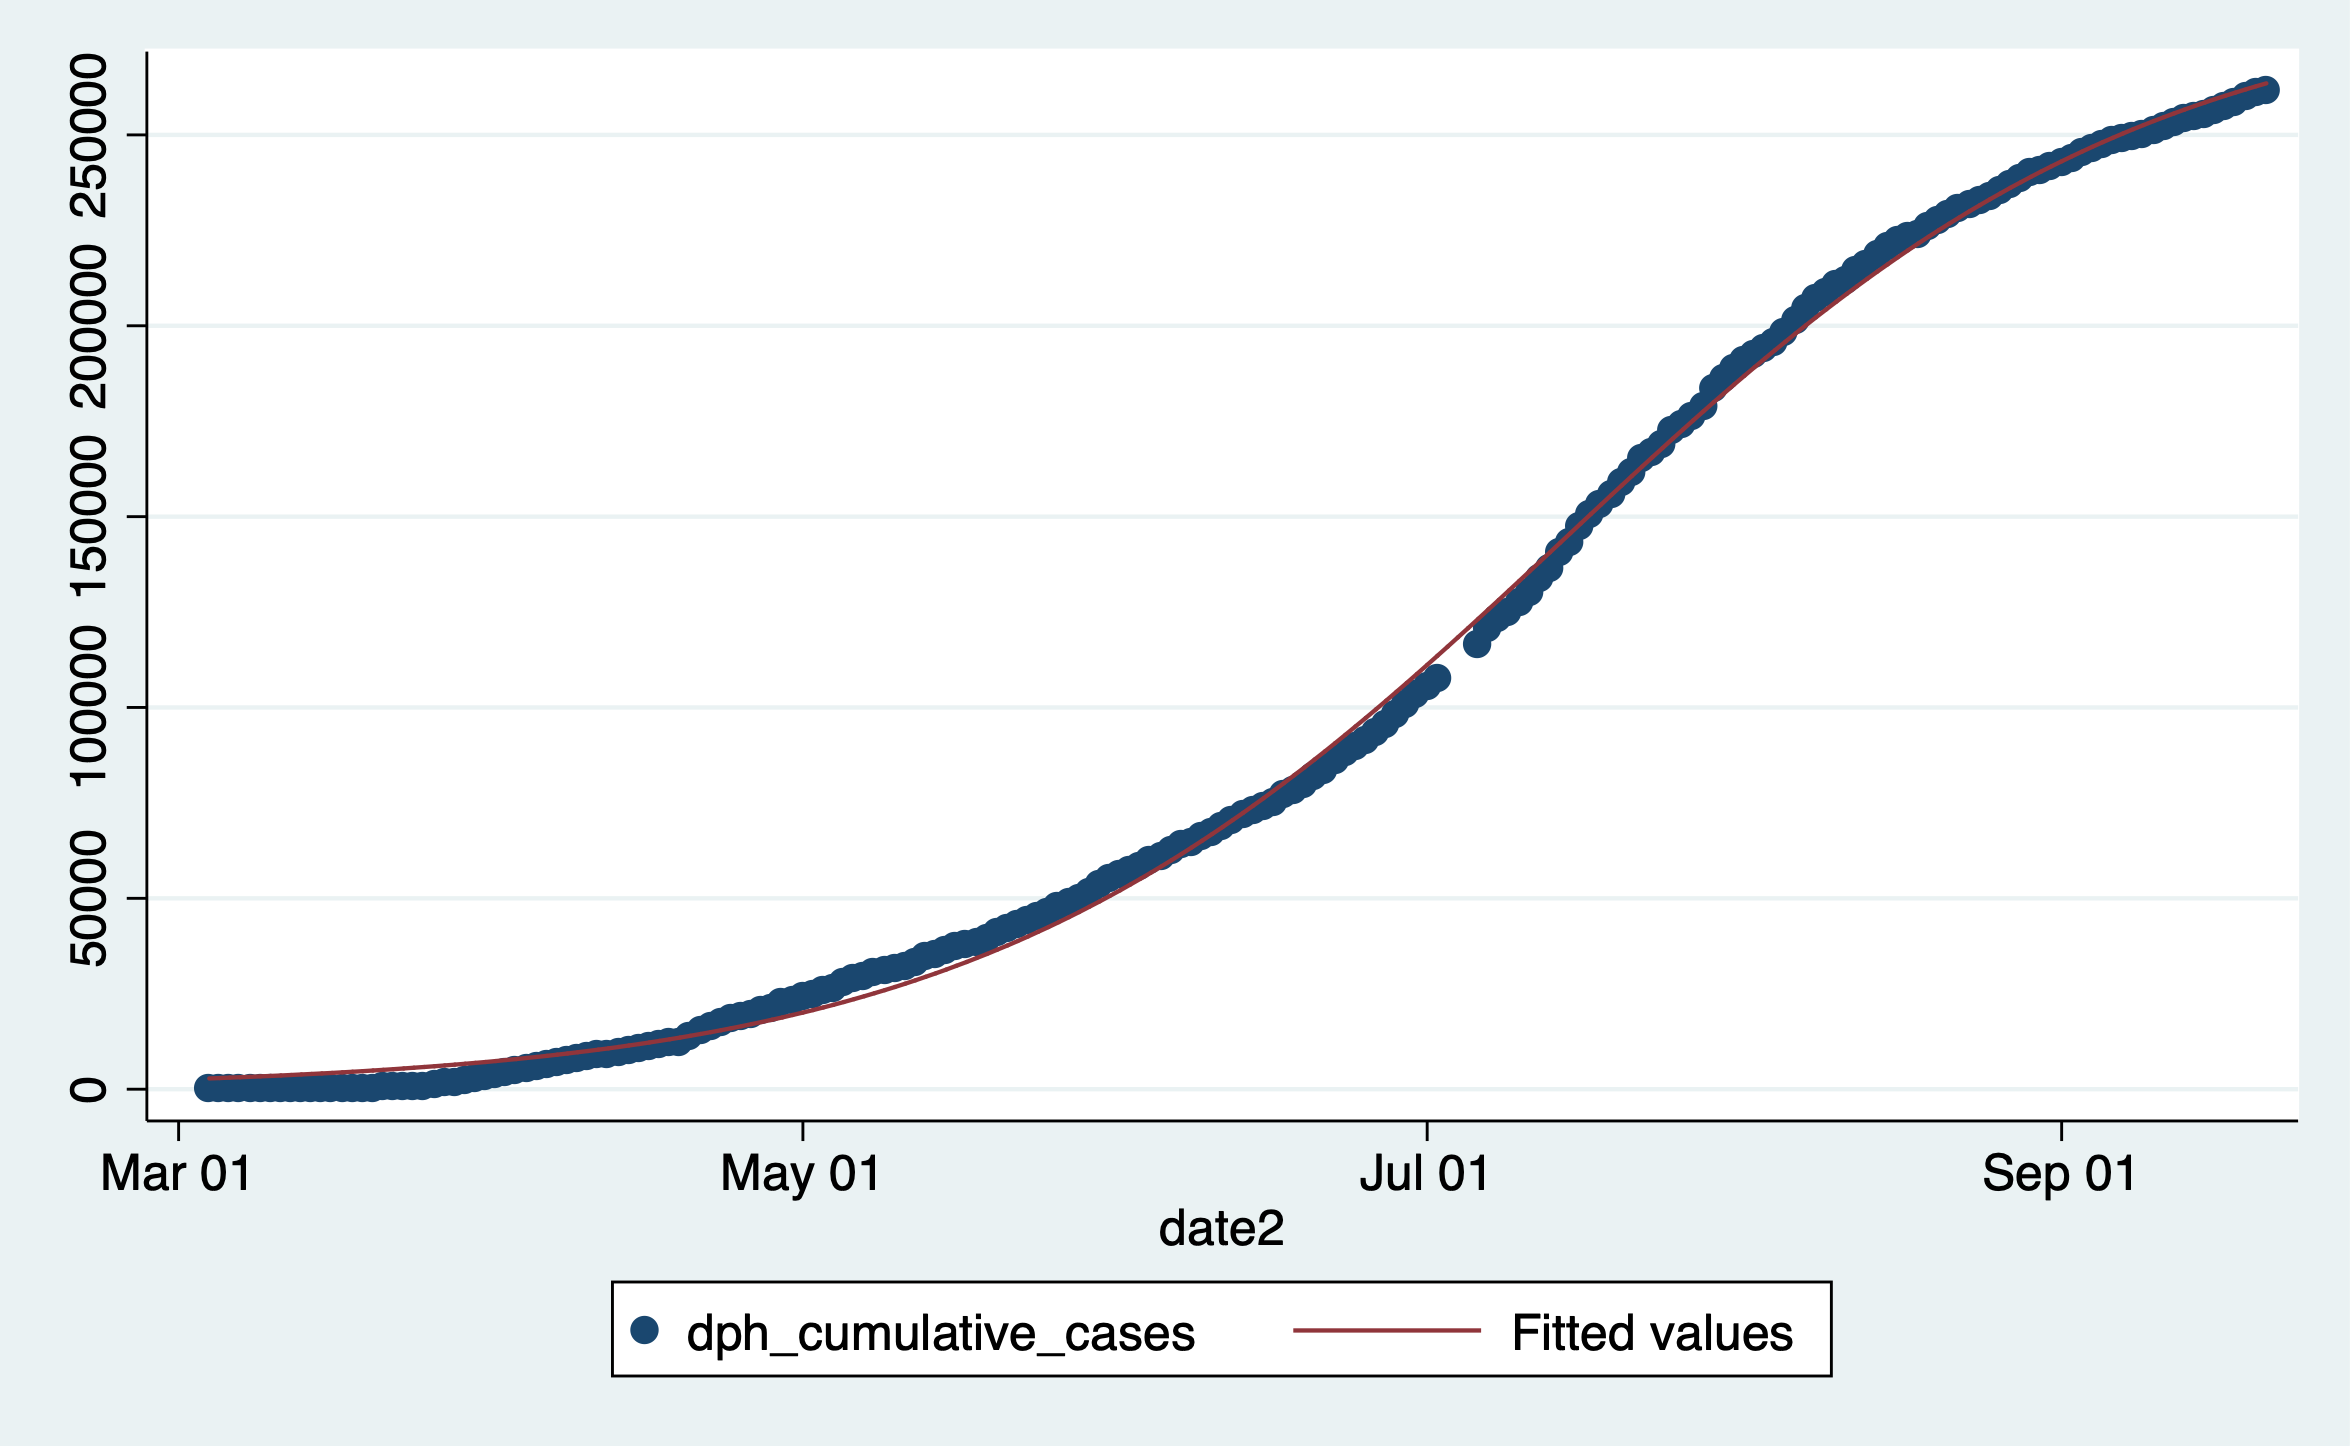 250000
200000
150000
100000
50000
0
Mar 01 May 01 Jul 01 Sep 01
date2
dph_cumulative_cases Fitted values